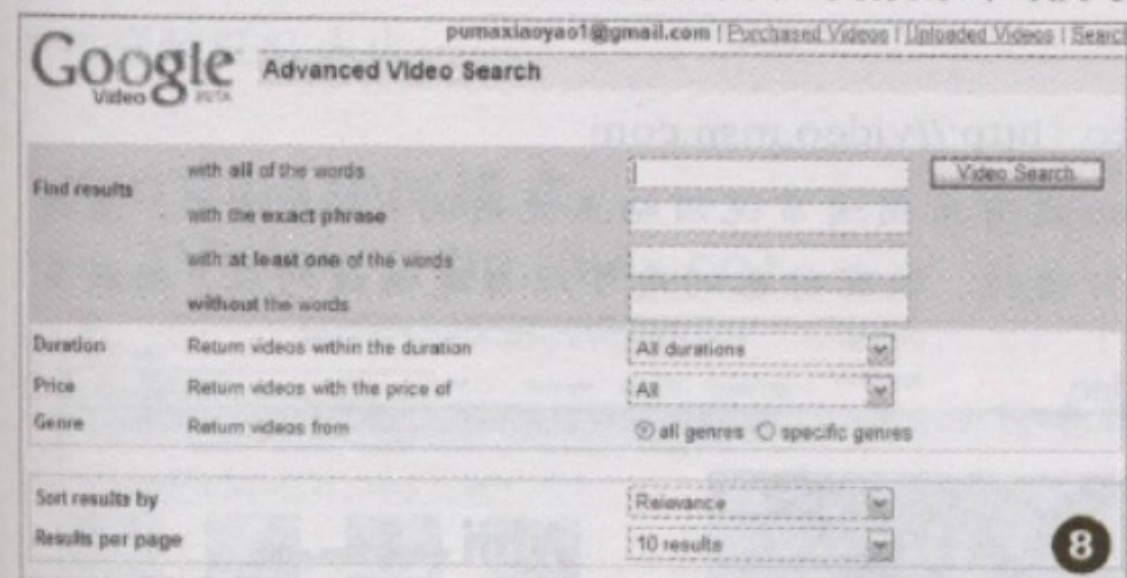 pumaxiaoyao1@gmail.com | Purchased Videos | Uploaded Videos | Search
Google
Video BETA
Advanced Video Search
Find results
with all of the words
Video Search
with the exact phrase
with at least one of the words
without the words
Duration Return videos within the duration All durations
Price Return videos with the price of All
Genre Return videos from all genres specific genres
Sort results by Relevance
Results per page 10 results
8